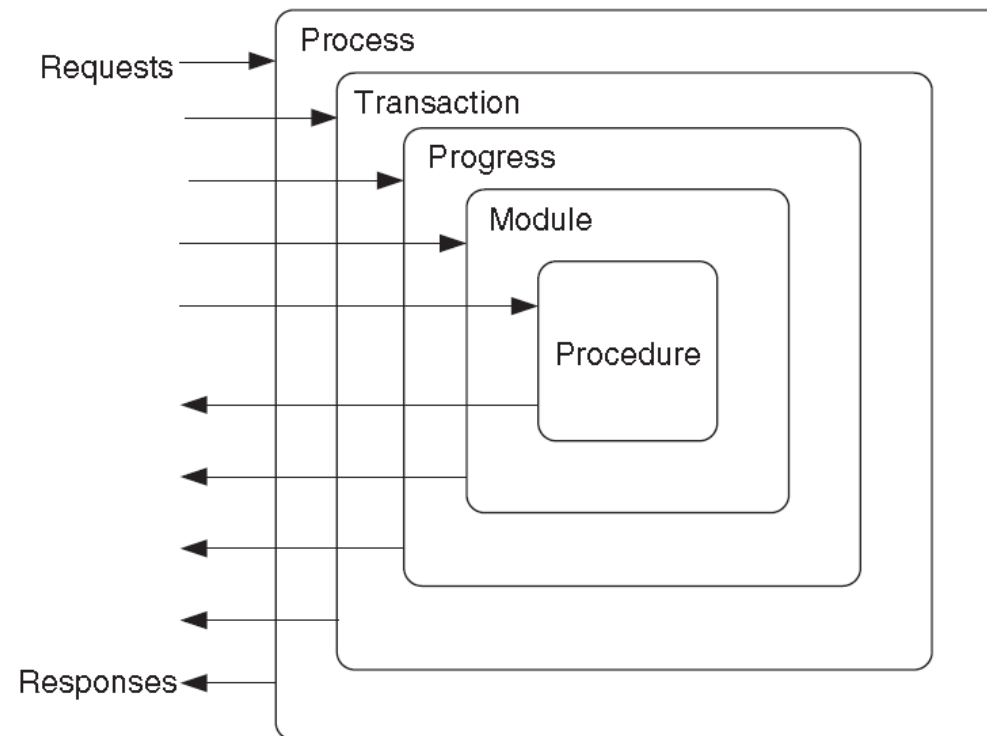 Process
Requests
Transaction
Progress
Module
Procedure
Responses